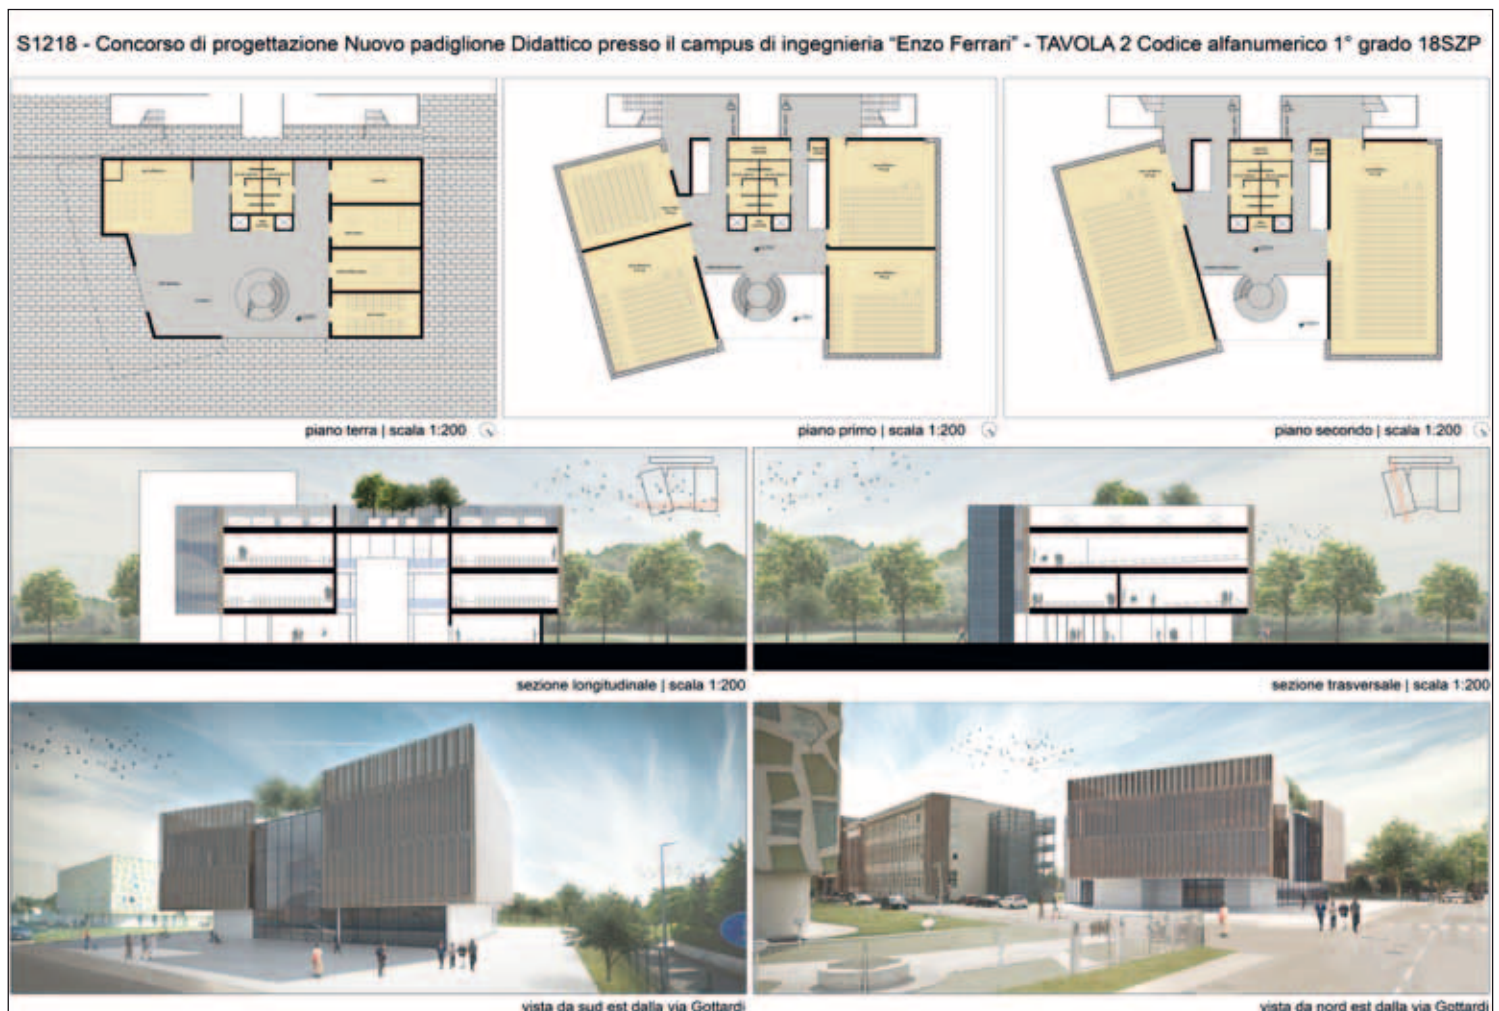 S1218 - Concorso di progettazione Nuovo padiglione Didattico presso il campus di ingegnieria "Enzo Ferrari" - TAVOLA 2 Codice alfanumerico 1° grado 18SZP
piano terra | scala 1:200
piano primo | scala 1:200
piano secondo | scala 1:200
sezione longitudinale | scala 1:200
sezione trasversale | scala 1:200
vista da sud est dalla via Gottardi
vista da nord est dalla via Gottardi